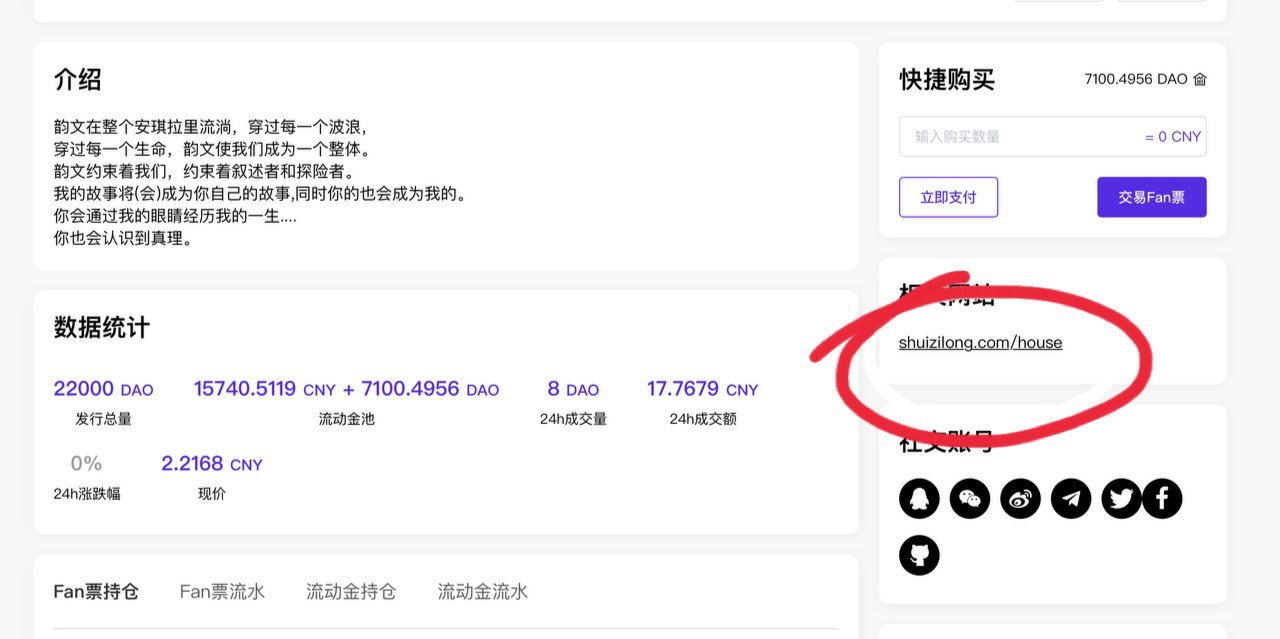 介绍
韵文在整个安琪拉里流淌，穿过每一个波浪，
穿过每一个生命，韵文使我们成为一个整体。
韵文约束着我们，约束着叙述者和探险者。
我的故事将(会)成为你自己的故事,同时你的也会成为我的。
你会通过我的眼睛经历我的一生....
你也会认识到真理。
数据统计
22000 DAO
15740.5119 CNY + 7100.4956 DAO
8 DAO
17.7679 CNY
发行总量
流动金池
24h成交量
24h成交额
0%
2.2168 CNY
24h涨跌幅
现价
Fan票持仓
Fan票流水
流动金持仓
流动金流水
快捷购买
7100.4956 DAO
输入购买数量
= 0 CNY
立即支付
交易Fan票
相关网站
shuizilong.com/house
社交账号